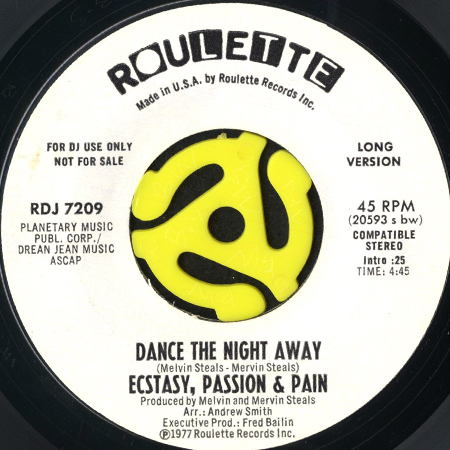 ROULETTE
Made in U.S.A. by Roulette Records Inc.
FOR DJ USE ONLY
NOT FOR SALE
LONG
VERSION
RDJ 7209
PLANETARY MUSIC
PUBL. CORP./
DREAN JEAN MUSIC
ASCAP
45 RPM
(20593 s bw)
COMPATIBLE
STEREO
Intro :25
TIME: 4:45
DANCE THE NIGHT AWAY
(Melvin Steals - Mervin Steals)
ECSTASY, PASSION & PAIN
Produced by Melvin and Mervin Steals
Arr.: Andrew Smith
Executive Prod.: Fred Bailin
Ⓟ1977 Roulette Records Inc.